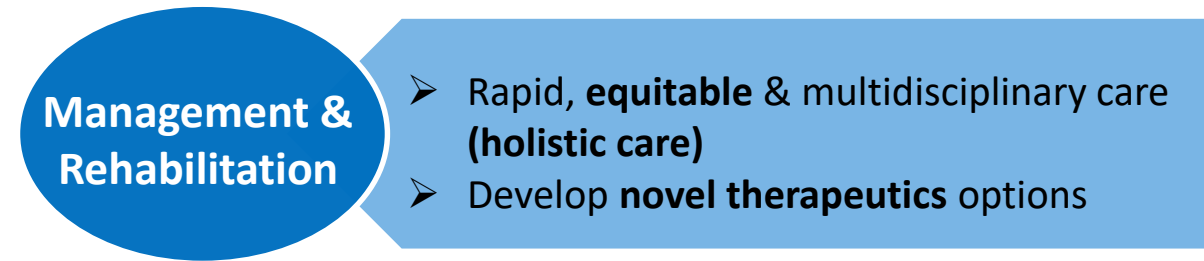 Management &
Rehabilitation
➢ Rapid, equitable & multidisciplinary care
(holistic care)
➢ Develop novel therapeutics options